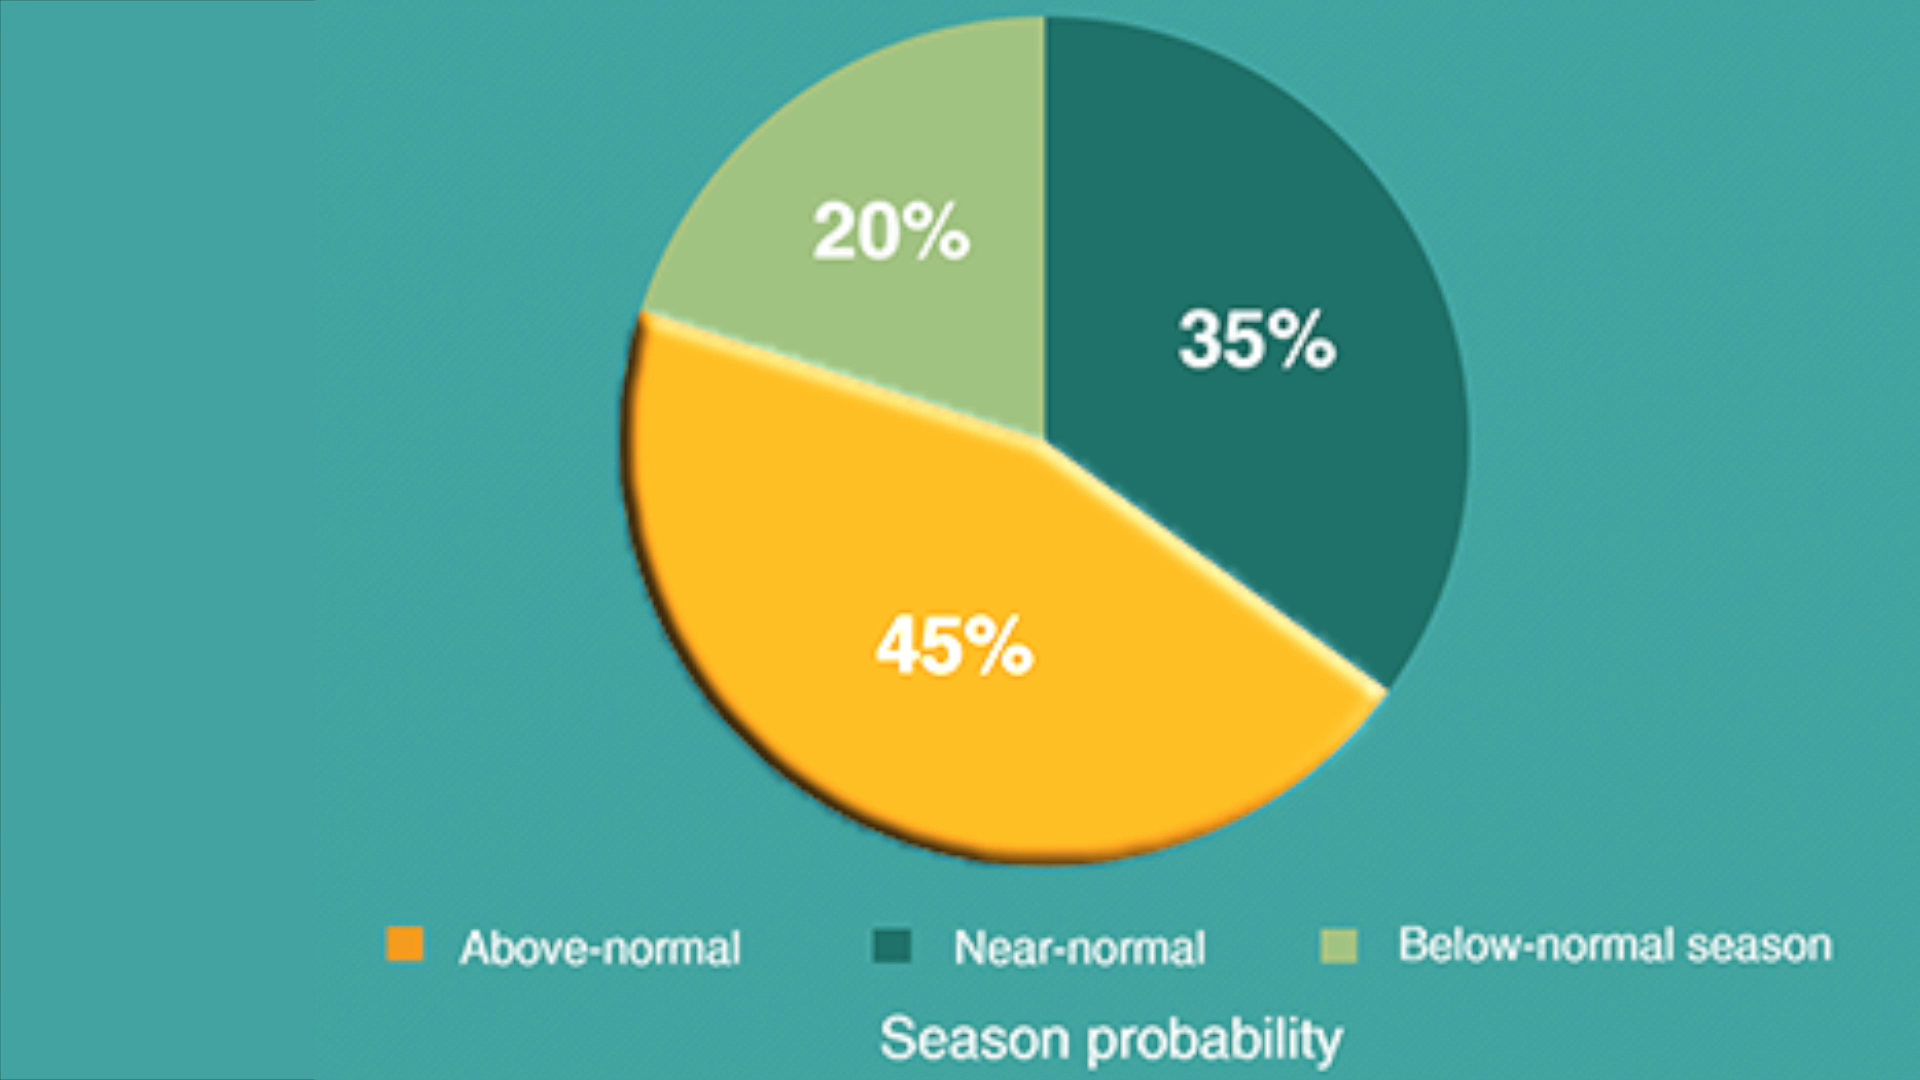 20%
35%
45%
Above-normal
Near-normal
Below-normal season
Season probability